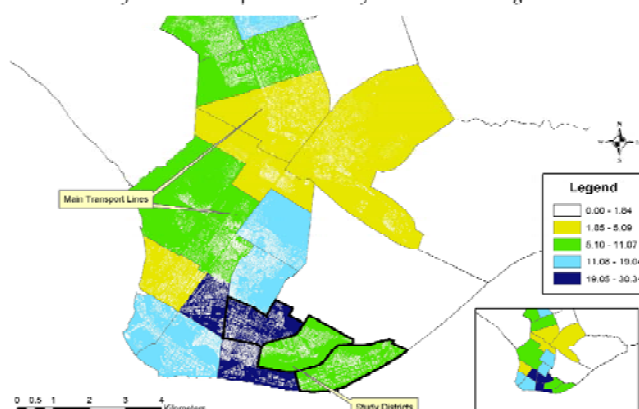 Main Transport Lines
N
W
E
S
Legend
0.00 - 1.84
1.85 - 5.09
5.10 - 11.07
11.08 - 19.04
19.05 - 30.34
0 0.5 1 2 3 4
Kilometers
Study Districts